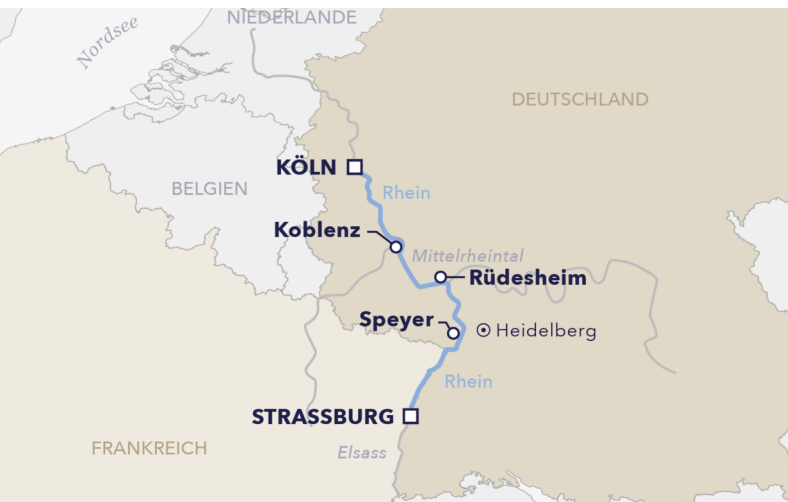 NIEDERLANDE
Nordsee
DEUTSCHLAND
KÖLN
BELGIEN
Rhein
Koblenz
Mittelrheintal
Rüdesheim
Speyer
Heidelberg
Rhein
STRASSBURG
FRANKREICH
Elsass